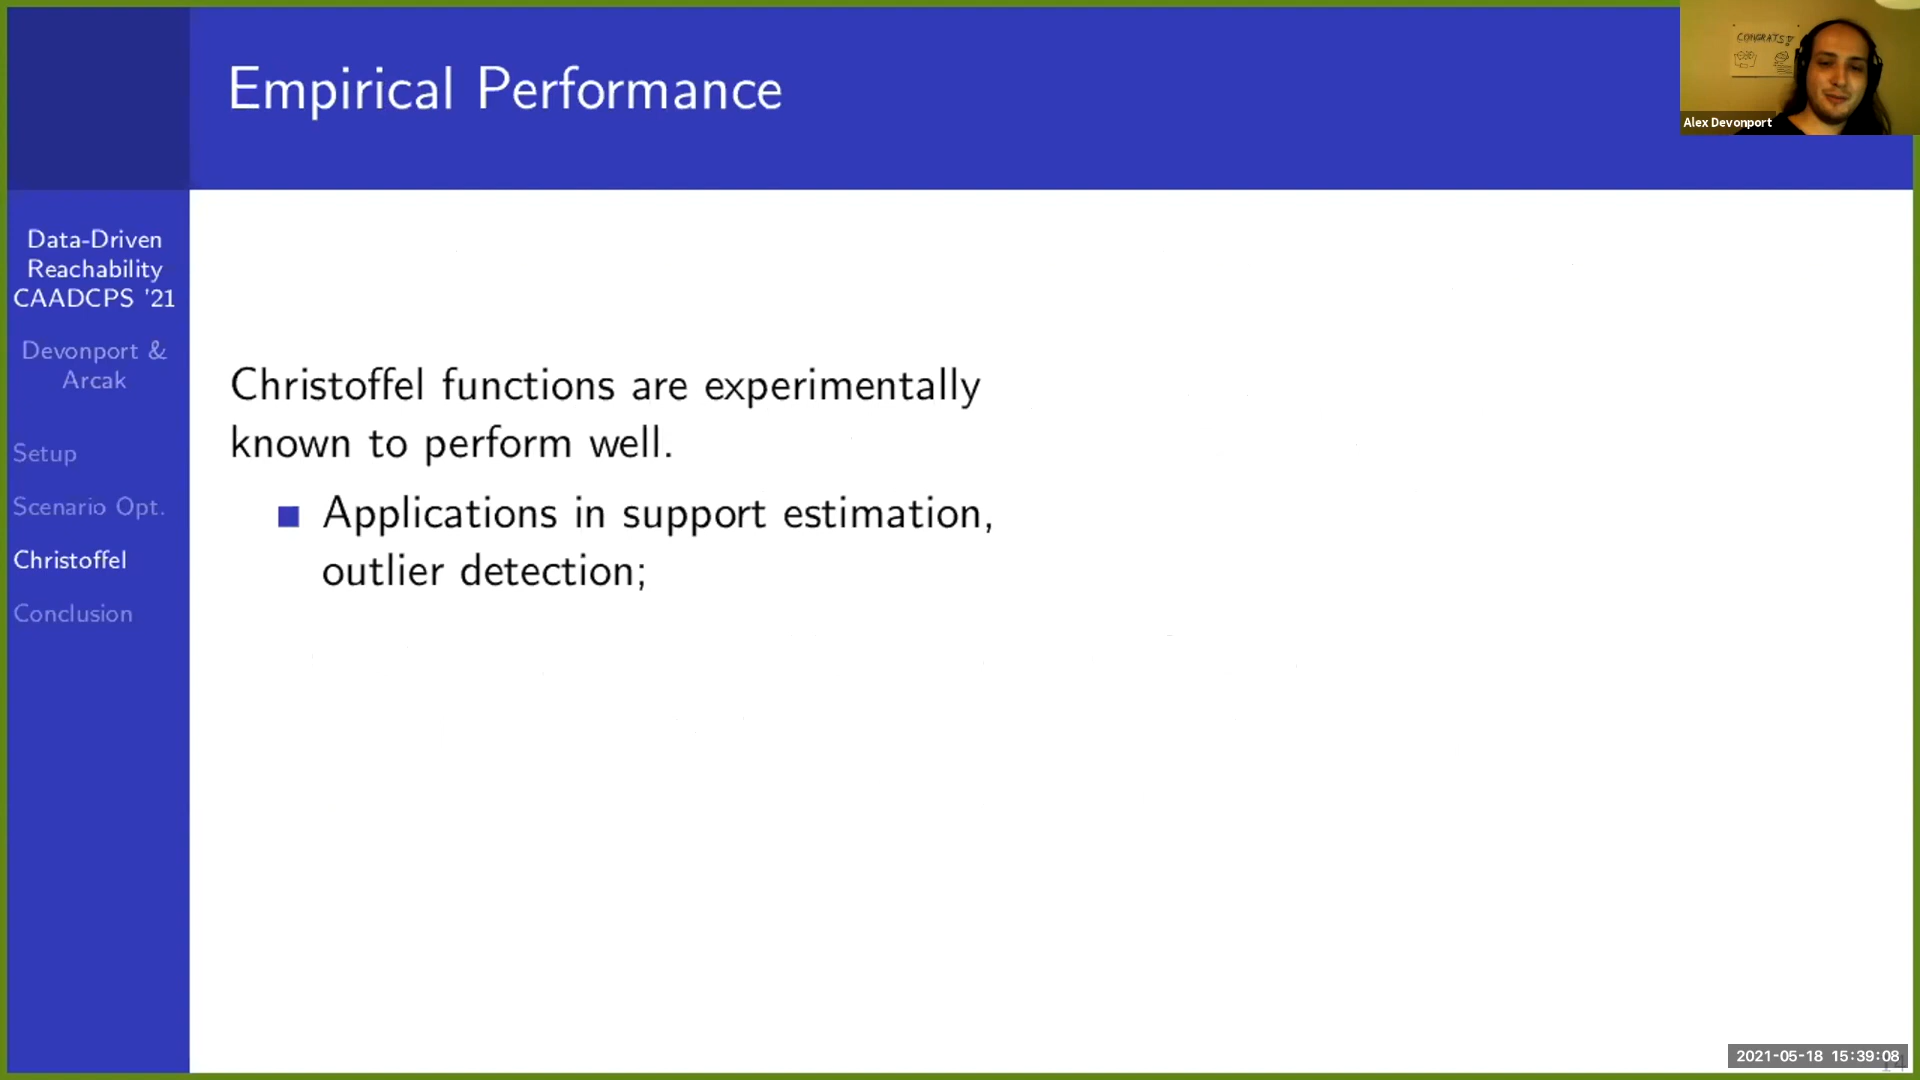 Empirical Performance
CONGRATS!
Alex Devonport
Data-Driven
Reachability
CAADCPS '21
Devonport &
Arcak
Setup
Scenario Opt.
Christoffel
Conclusion
Christoffel functions are experimentally
known to perform well.
Applications in support estimation,
outlier detection;
2021-05-18 15:39:08